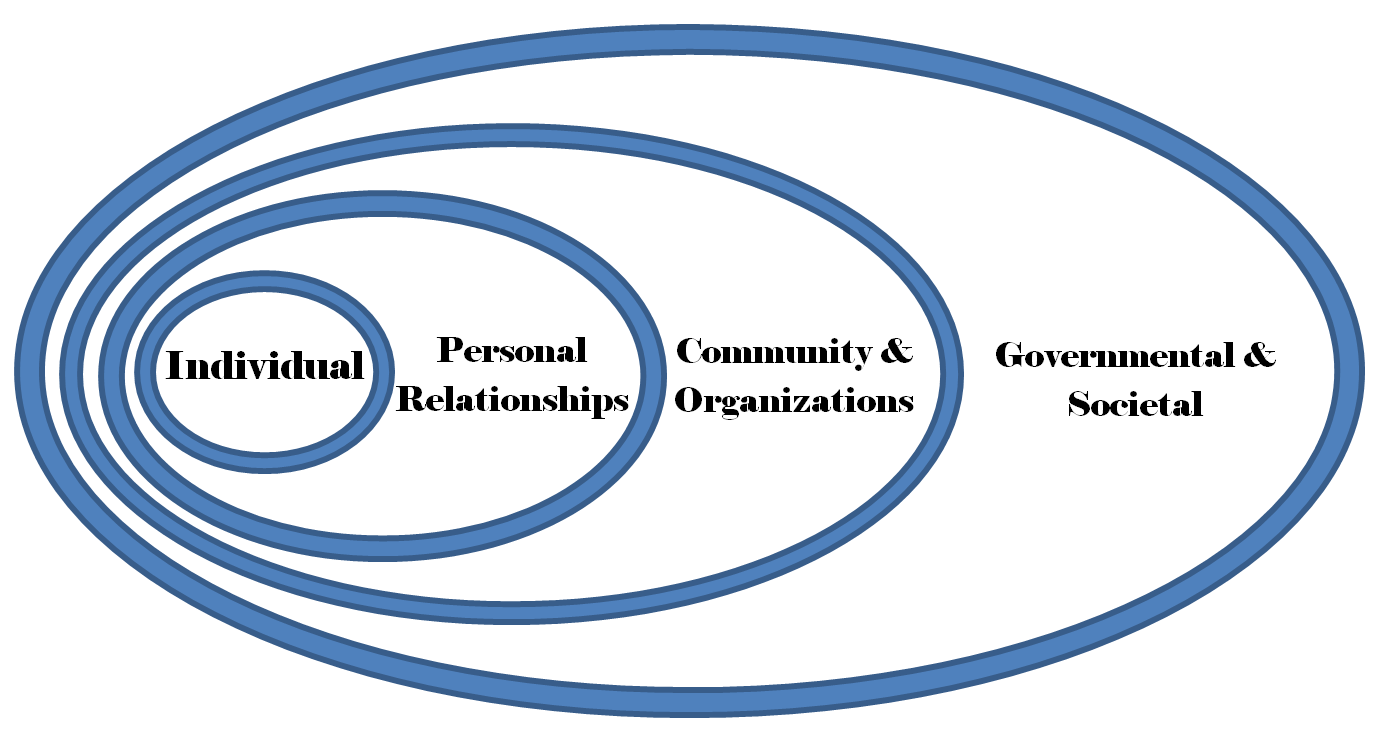 Individual
Personal
Relationships
Community &
Organizations
Governmental &
Societal